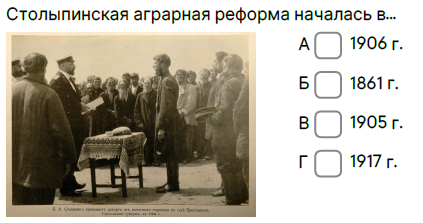 Столыпинская аграрная реформа началась в...
А 1906 г.
Б 1861 г.
В 1905 г.
Г 1917 г.